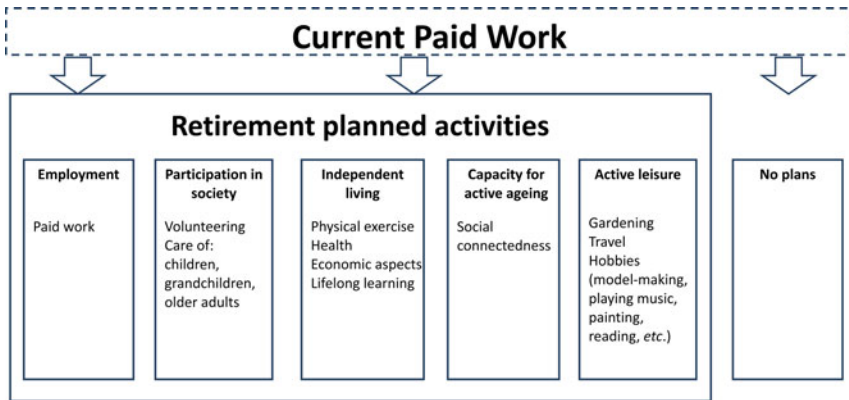 Current Paid Work
Retirement planned activities
Employment
Paid work
Participation in
society
Volunteering
Care of:
children,
grandchildren,
older adults
Independent
living
Physical exercise
Health
Economic aspects
Lifelong learning
Capacity for
active ageing
Social
connectedness
Active leisure
Gardening
Travel
Hobbies
(model-making,
playing music,
painting,
reading, etc.)
No plans